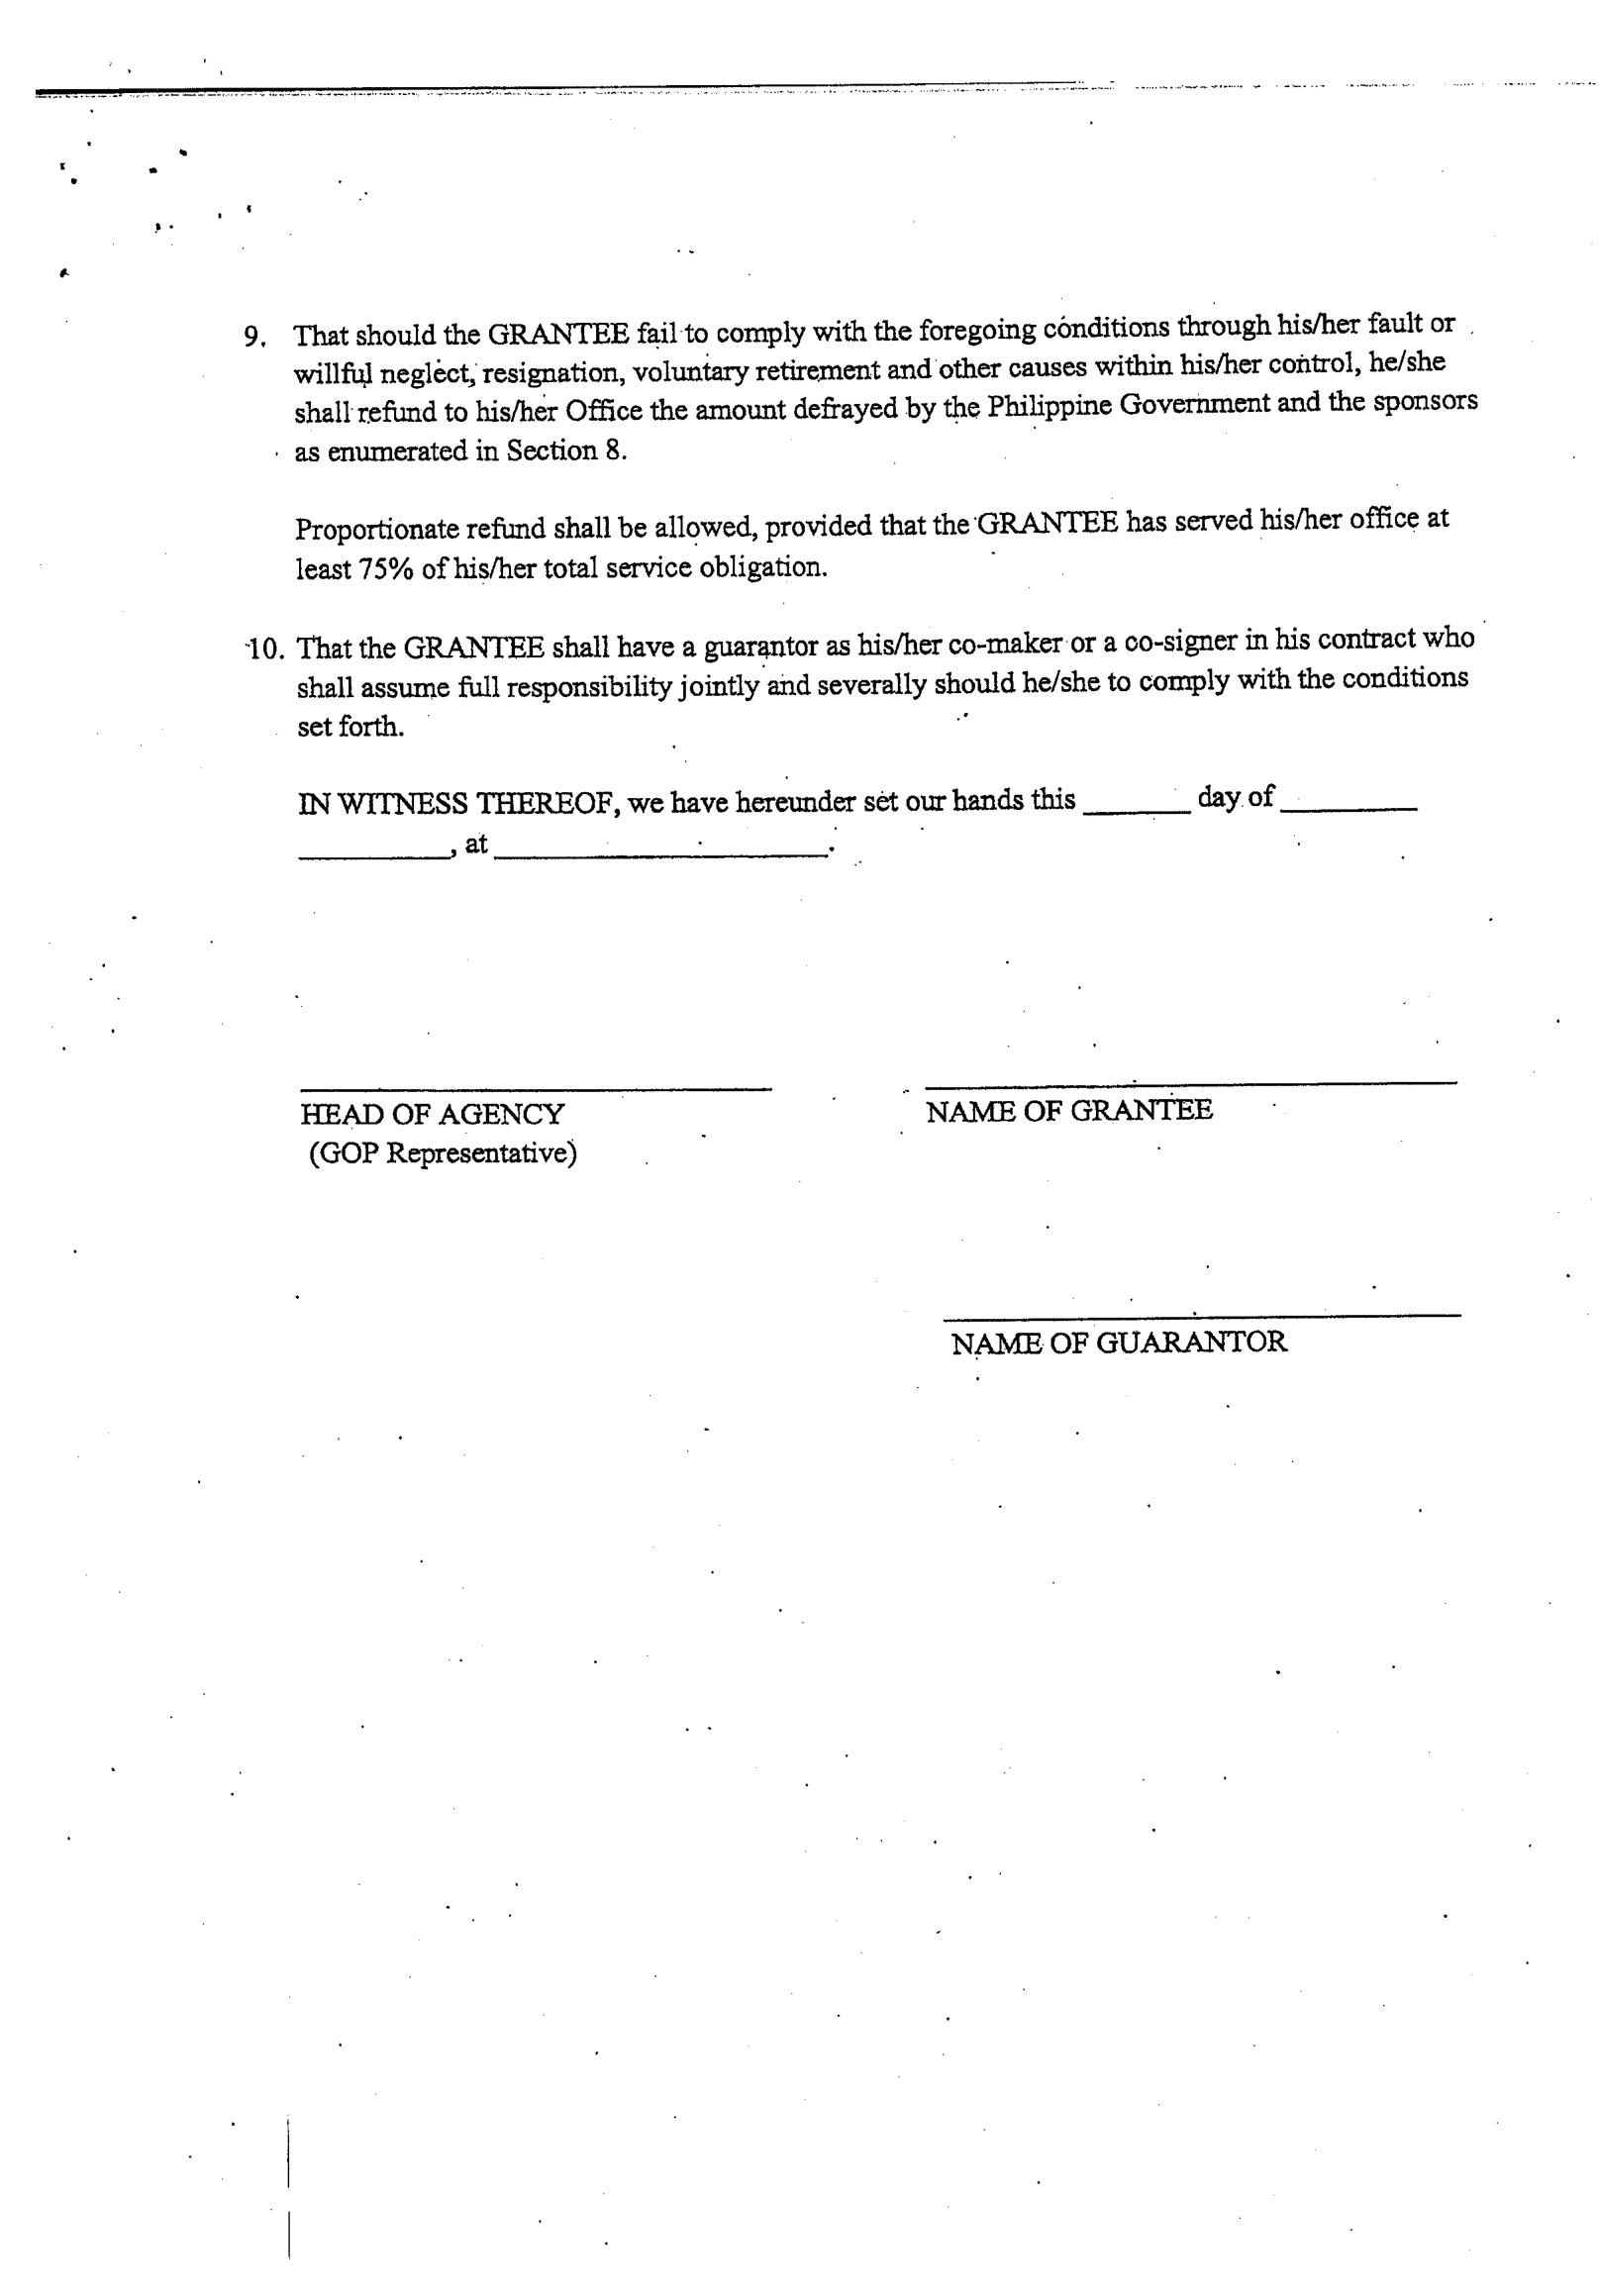 9. That should the GRANTEE fail to comply with the foregoing conditions through his/her fault or
willful neglect, resignation, voluntary retirement and other causes within his/her control, he/she
shall refund to his/her Office the amount defrayed by the Philippine Government and the sponsors
as enumerated in Section 8.
Proportionate refund shall be allowed, provided that the GRANTEE has served his/her office at
least 75% of his/her total service obligation.
10. That the GRANTEE shall have a guarantor as his/her co-maker or a co-signer in his contract who
shall assume full responsibility jointly and severally should he/she to comply with the conditions
set forth.
IN WITNESS THEREOF, we have hereunder set our hands this _______ day of _________
__________, at ______________________.
HEAD OF AGENCY
(GOP Representative)
NAME OF GRANTEE
NAME OF GUARANTOR